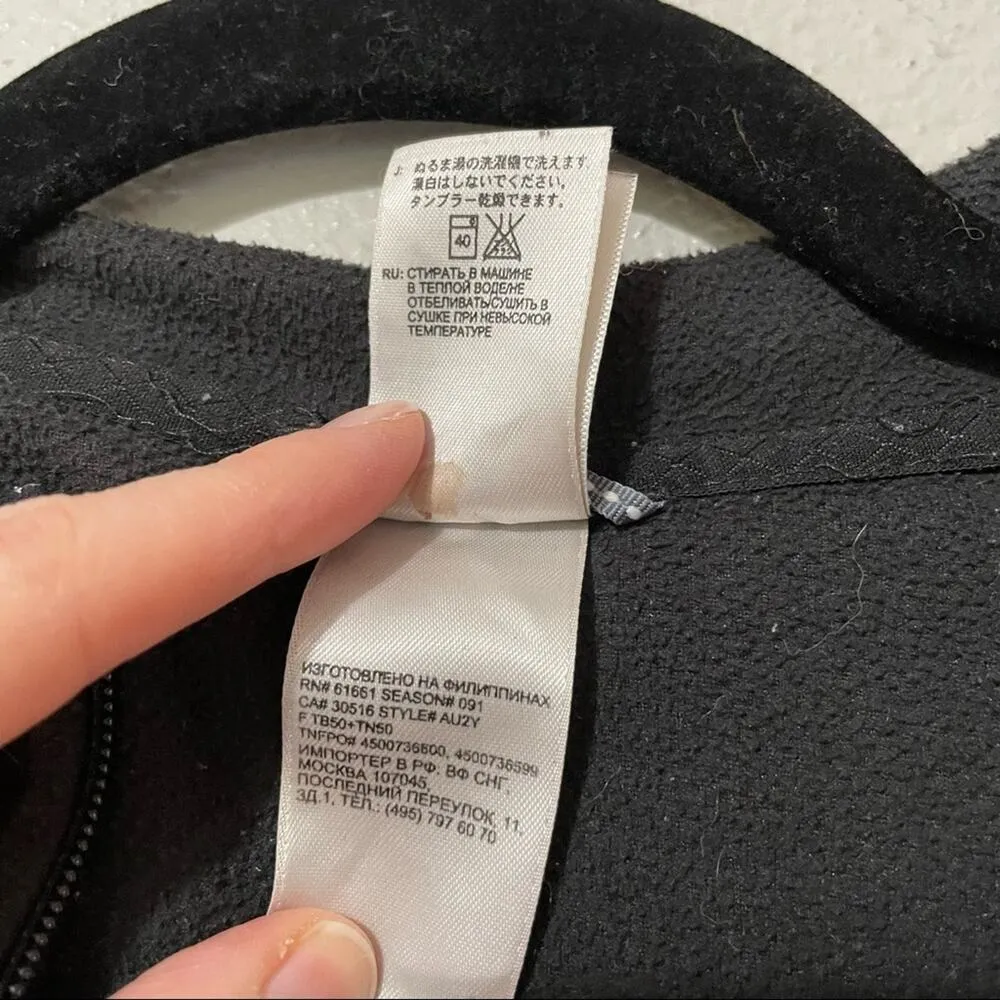 J: ぬるま湯の洗濯機で洗えます.
漂白はしないでください。
タンブラー乾燥できます。
40
RU: СТИРАТЬ В МАШИНЕ
В ТЕПЛОЙ ВОДЕ/НЕ
ОТБЕЛИВАТЬ/СУШИТЬ В
СУШКЕ ПРИ НЕВЫСОКОЙ
ТЕМПЕРАТУРЕ
ИЗГОТОВЛЕНО НА ФИЛИППИНАХ
RN# 61661 SEASON# 091
CA# 30516 STYLE# AU2Y
F TB50+TN50
TNFPO# 4500736600, 4500736599
ИМПОРТЕР В РФ. ВФ СНГ,
МОСКВА 107045,
ПОСЛЕДНИЙ ПЕРЕУЛОК, 11,
ЗД.1, ТЕЛ.: (495) 797 60 70